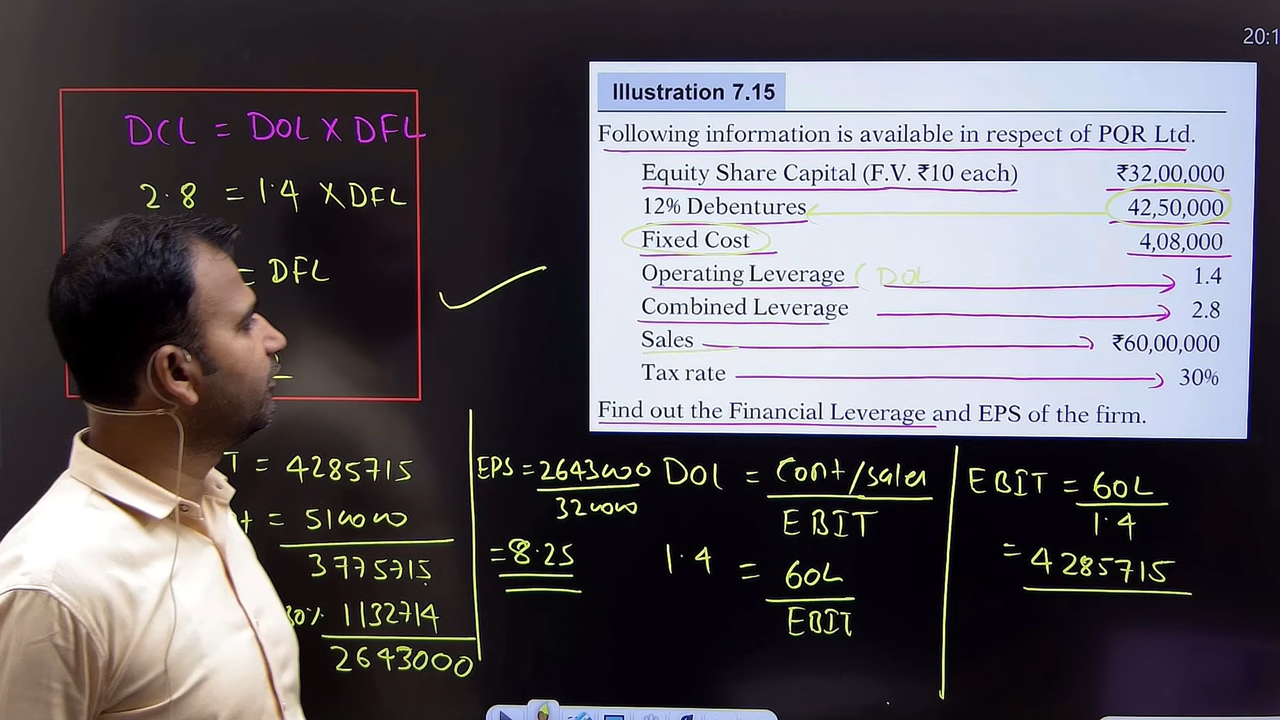 20:1
DCL = DOL X DFL
2.8 = 1.4 X DFL
= DFL
Illustration 7.15
Following information is available in respect of PQR Ltd.
Equity Share Capital (F.V. ₹10 each) ₹32,00,000
12% Debentures 42,50,000
Fixed Cost 4,08,000
Operating Leverage ( DOL 1.4
Combined Leverage 2.8
Sales ₹60,00,000
Tax rate 30%
Find out the Financial Leverage and EPS of the firm.
T = 4285715
t = 510000
3775715
30% 1132714
2643000
EPS = 2643000
320000
= 8.25
DOL = Cont/sales
EBIT
1.4 = 60L
EBIT
EBIT = 60L
1.4
= 4285715